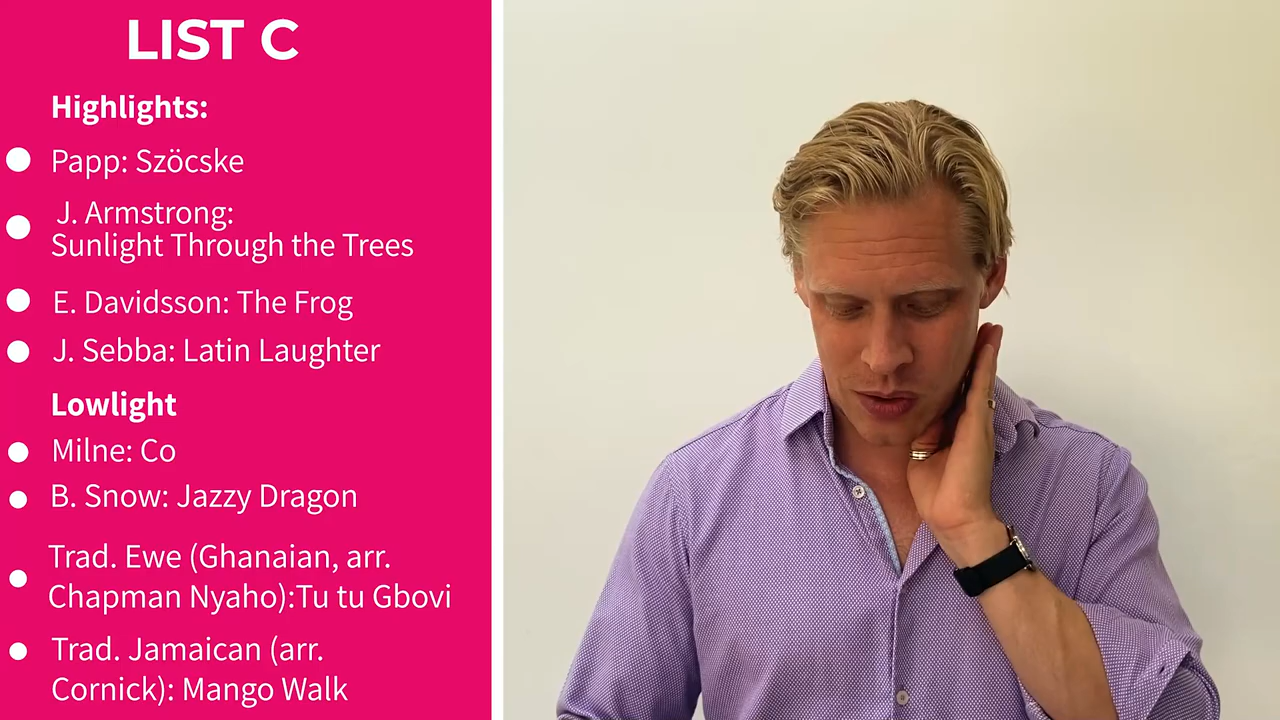 LIST C
Highlights:
Papp: Szöcske
J. Armstrong:
Sunlight Through the Trees
E. Davidsson: The Frog
J. Sebba: Latin Laughter
Lowlight
Milne: Co
B. Snow: Jazzy Dragon
Trad. Ewe (Ghanaian, arr.
Chapman Nyaho):Tu tu Gbovi
Trad. Jamaican (arr.
Cornick): Mango Walk